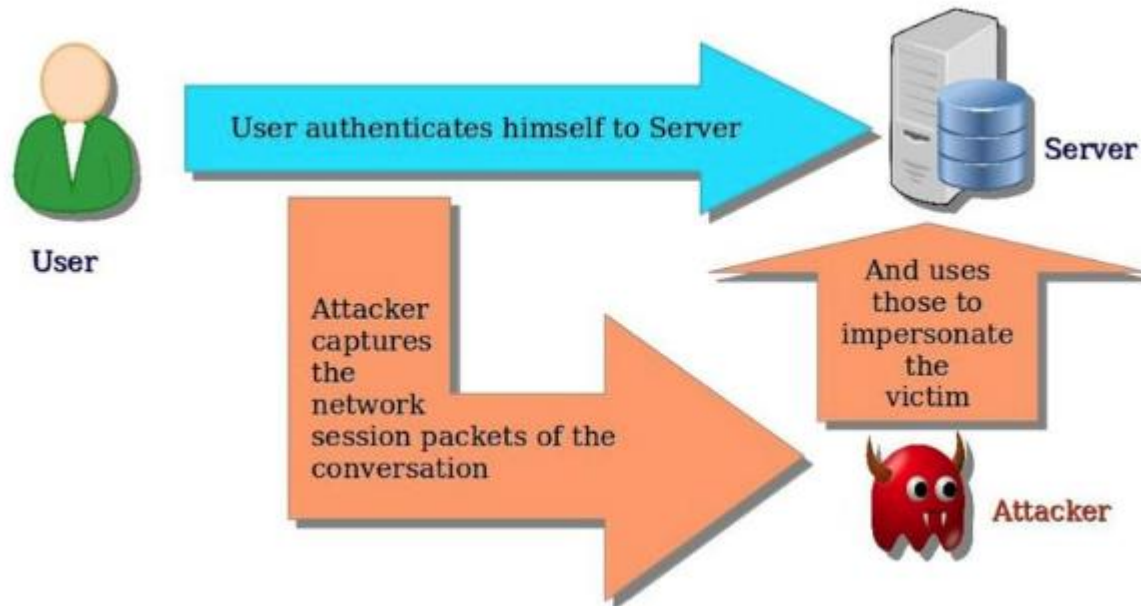 User authenticates himself to Server
Server
User
Attacker
captures
the
network
session packets of the
conversation
And uses
those to
impersonate
the
victim
Attacker